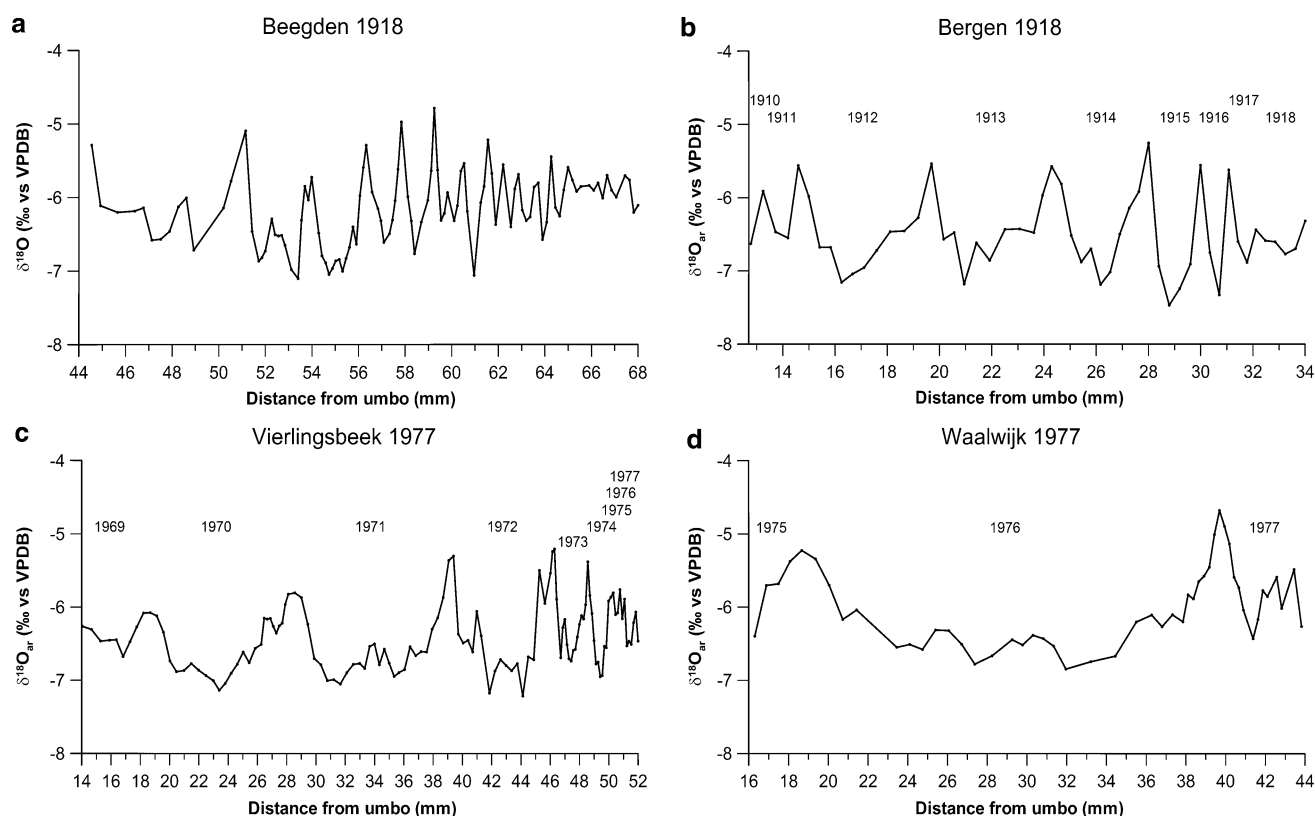 a
Beegden 1918
-4
-5
-6
-7
-8
δ18O (‰ vs VPDB)
44 46 48 50 52 54 56 58 60 62 64 66 68
Distance from umbo (mm)
b
Bergen 1918
-4
-5
-6
-7
-8
δ18Oar (‰ vs VPDB)
1910 1917
1911 1912 1913 1914 1915 1916 1918
14 16 18 20 22 24 26 28 30 32 34
Distance from umbo (mm)
c
Vierlingsbeek 1977
-4
-5
-6
-7
-8
δ18Oar (‰ vs VPDB)
1977
1976
1975
1969 1970 1971 1972 1974
1973
14 16 18 20 22 24 26 28 30 32 34 36 38 40 42 44 46 48 50 52
Distance from umbo (mm)
d
Waalwijk 1977
-4
-5
-6
-7
-8
δ18Oar (‰ vs VPDB)
1975 1976 1977
16 18 20 22 24 26 28 30 32 34 36 38 40 42 44
Distance from umbo (mm)